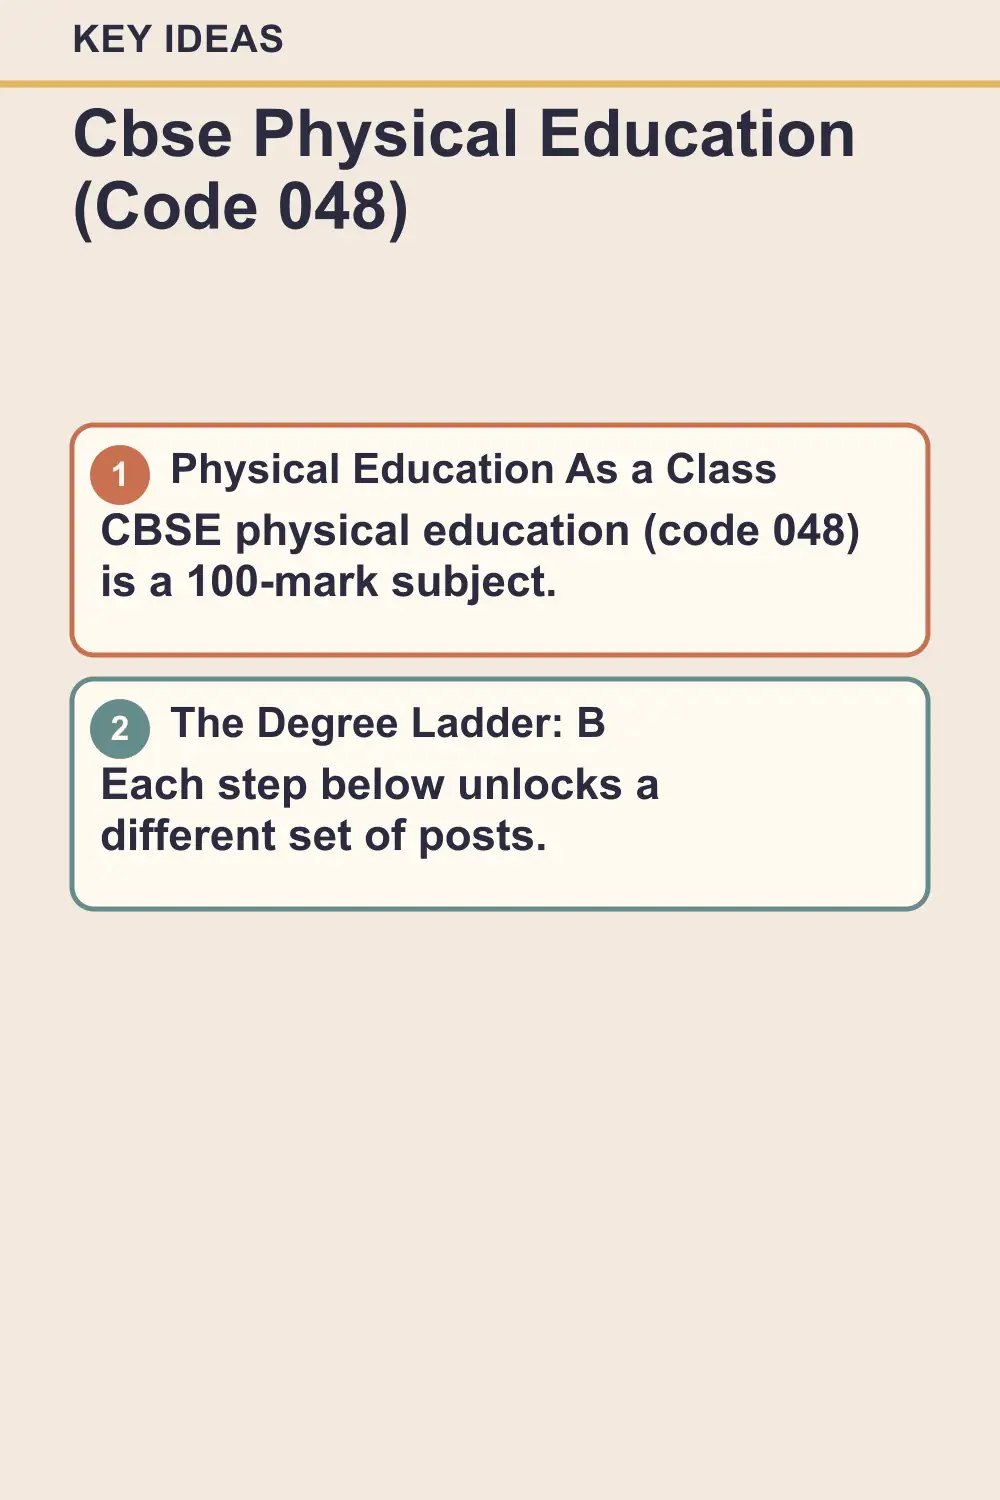 KEY IDEAS
Cbse Physical Education
(Code 048)
1 Physical Education As a Class
CBSE physical education (code 048)
is a 100-mark subject.
2 The Degree Ladder: B
Each step below unlocks a
different set of posts.